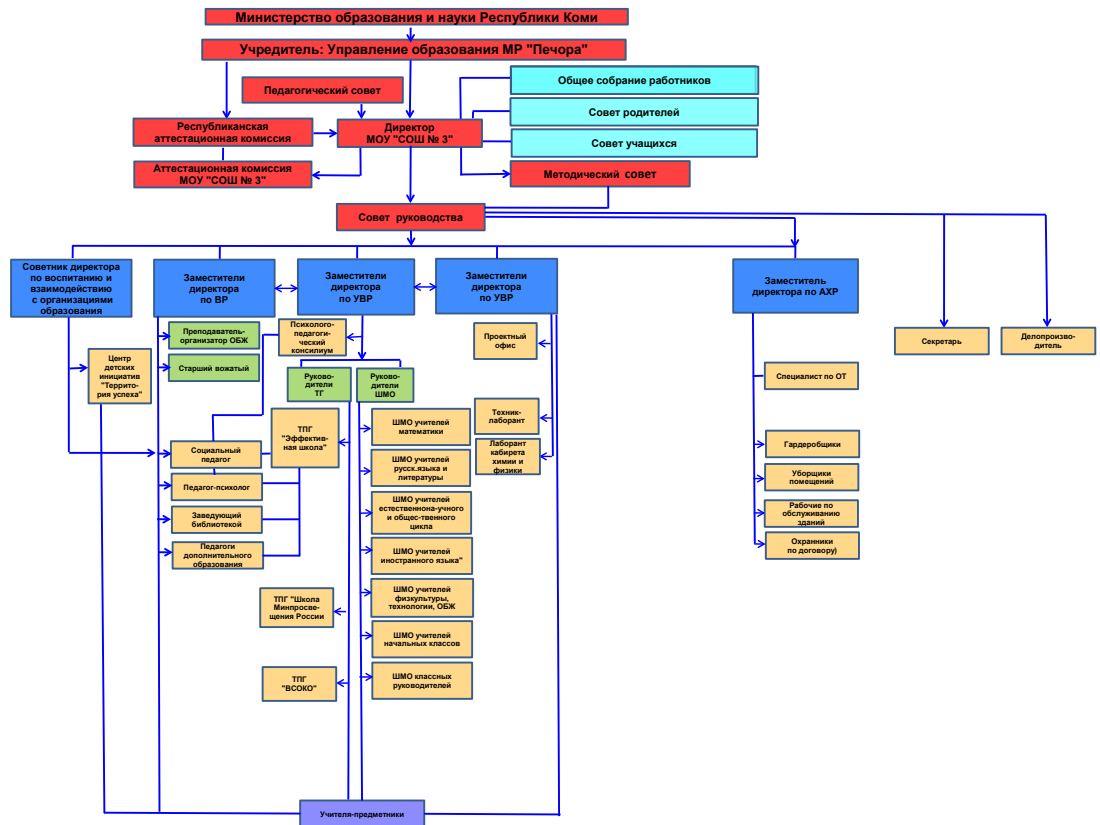 Министерство образования и науки Республики Коми
Учредитель: Управление образования МР "Печора"
Общее собрание работников
Педагогический совет
Совет родителей
Республиканская
аттестационная комиссия
Директор
МОУ "СОШ № 3"
Совет учащихся
Аттестационная комиссия
МОУ "СОШ № 3"
Методический совет
Совет руководства
Советник директора
по воспитанию и
взаимодействию
с организациями
образования
Заместители
директора
по ВР
Заместители
директора
по УВР
Заместители
директора
по УВР
Заместитель
директора по АХР
Преподаватель-
организатор ОБЖ
Психолого-
педагоги-
ческий
консилиум
Проектный
офис
Секретарь
Делопроизво-
дитель
Центр
детских
инициатив
"Террито-
рия успеха"
Старший вожатый
Руково-
дители
ТГ
Руково-
дители
ШМО
Специалист по ОТ
ТПГ
"Эффектив-
ная школа"
ШМО учителей
математики
Техник-
лаборант
Социальный
педагог
Лаборант
кабирета
химии и
физики
Гардеробщики
ШМО учителей
русск.языка и
литературы
Педагог-психолог
Уборщики
помещений
Заведующий
библиотекой
ШМО учителей
естественнона-учного
и общес-твенного
цикла
Рабочие по
обслуживанию
зданий
Педагоги
дополнительного
образования
ШМО учителей
иностранного языка"
Охранники
по договору)
ТПГ "Школа
Минпросве-
щения России
ШМО учителей
физкультуры,
технологии, ОБЖ
ШМО учителей
начальных классов
ТПГ
"ВСОКО"
ШМО классных
руководителей
Учителя-предметники